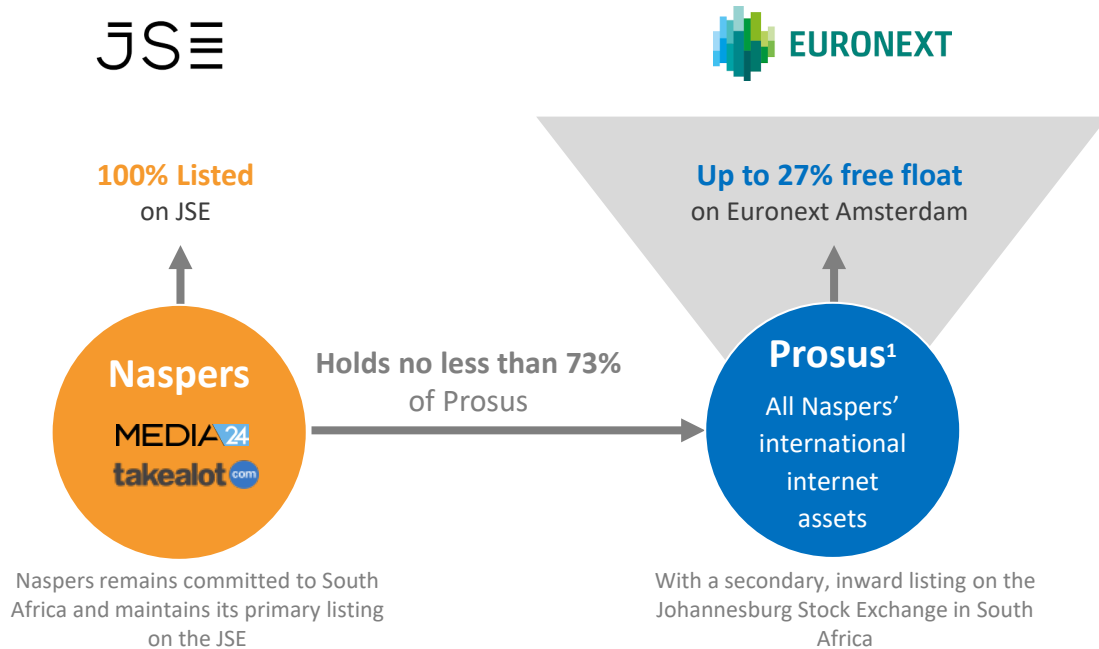 JSE
EURONEXT
100% Listed
on JSE
Up to 27% free float
on Euronext Amsterdam
Naspers
MEDIA24
takealot.com
Holds no less than 73%
of Prosus
Prosus¹
All Naspers’
international
internet
assets
Naspers remains committed to South
Africa and maintains its primary listing
on the JSE
With a secondary, inward listing on the
Johannesburg Stock Exchange in South
Africa